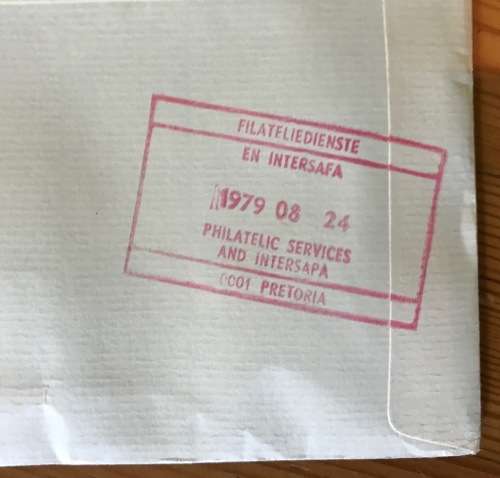 FILATELIEDIENSTE
EN INTERSAFA
1979 08 24
PHILATELIC SERVICES
AND INTERSAPA
0001 PRETORIA